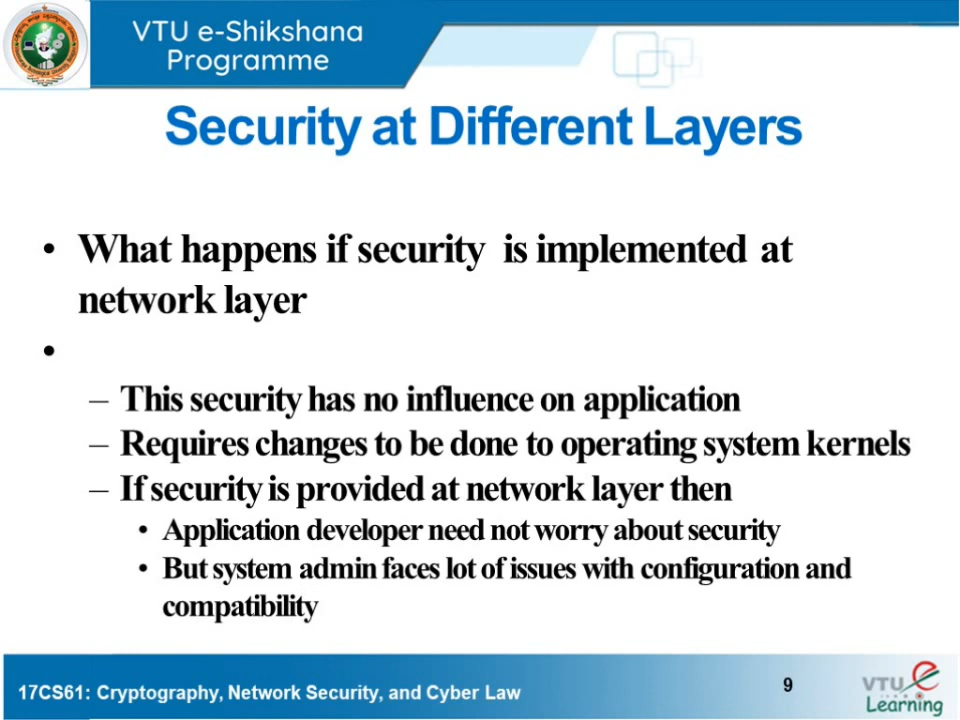 VTU e-Shikshana
Programme
Security at Different Layers
• What happens if security is implemented at
network layer
•
– This security has no influence on application
– Requires changes to be done to operating system kernels
– If security is provided at network layer then
• Application developer need not worry about security
• But system admin faces lot of issues with configuration and
compatibility
17CS61: Cryptography, Network Security, and Cyber Law
9
VTU e
Learning